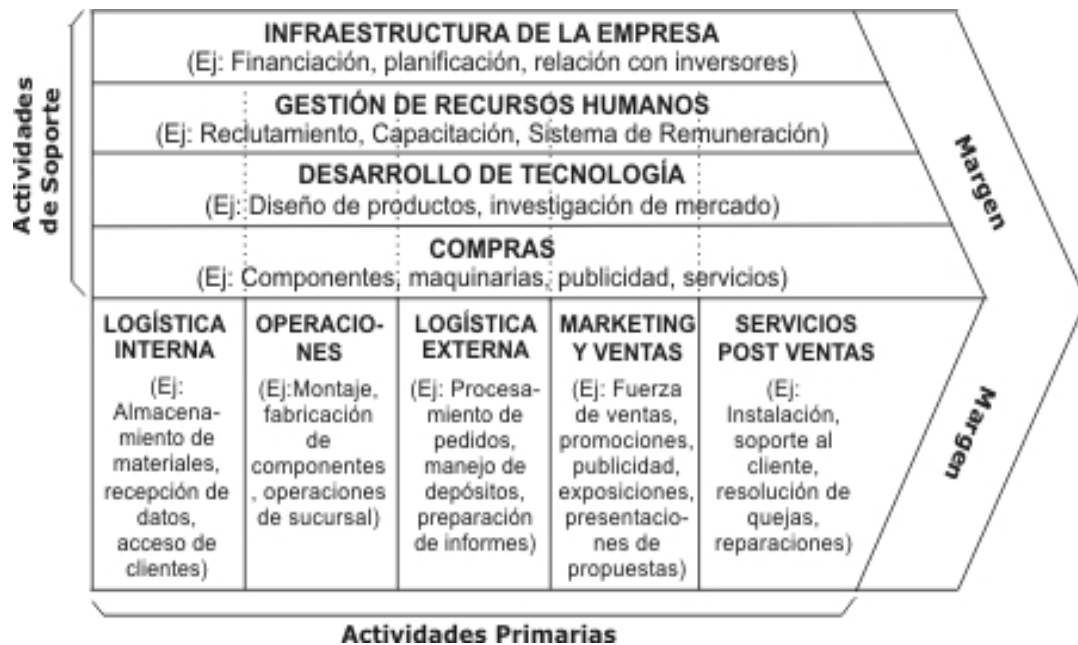 Actividades
de Soporte
INFRAESTRUCTURA DE LA EMPRESA
(Ej: Financiación, planificación, relación con inversores)
GESTIÓN DE RECURSOS HUMANOS
(Ej: Reclutamiento, Capacitación, Sistema de Remuneración)
DESARROLLO DE TECNOLOGÍA
(Ej: Diseño de productos, investigación de mercado)
COMPRAS
(Ej: Componentes, maquinarias, publicidad, servicios)
LOGÍSTICA
INTERNA
(Ej:
Almacena-
miento de
materiales,
recepción de
datos,
acceso de
clientes)
OPERACIO-
NES
(Ej:Montaje,
fabricación
de
componentes
, operaciones
de sucursal)
LOGÍSTICA
EXTERNA
(Ej: Procesa-
miento de
pedidos,
manejo de
depósitos,
preparación
de informes)
MARKETING
Y VENTAS
(Ej: Fuerza
de ventas,
promociones,
publicidad,
exposiciones,
presentacio-
nes de
propuestas)
SERVICIOS
POST VENTAS
(Ej:
Instalación,
soporte al
cliente,
resolución de
quejas,
reparaciones)
Margen
Margen
Actividades Primarias